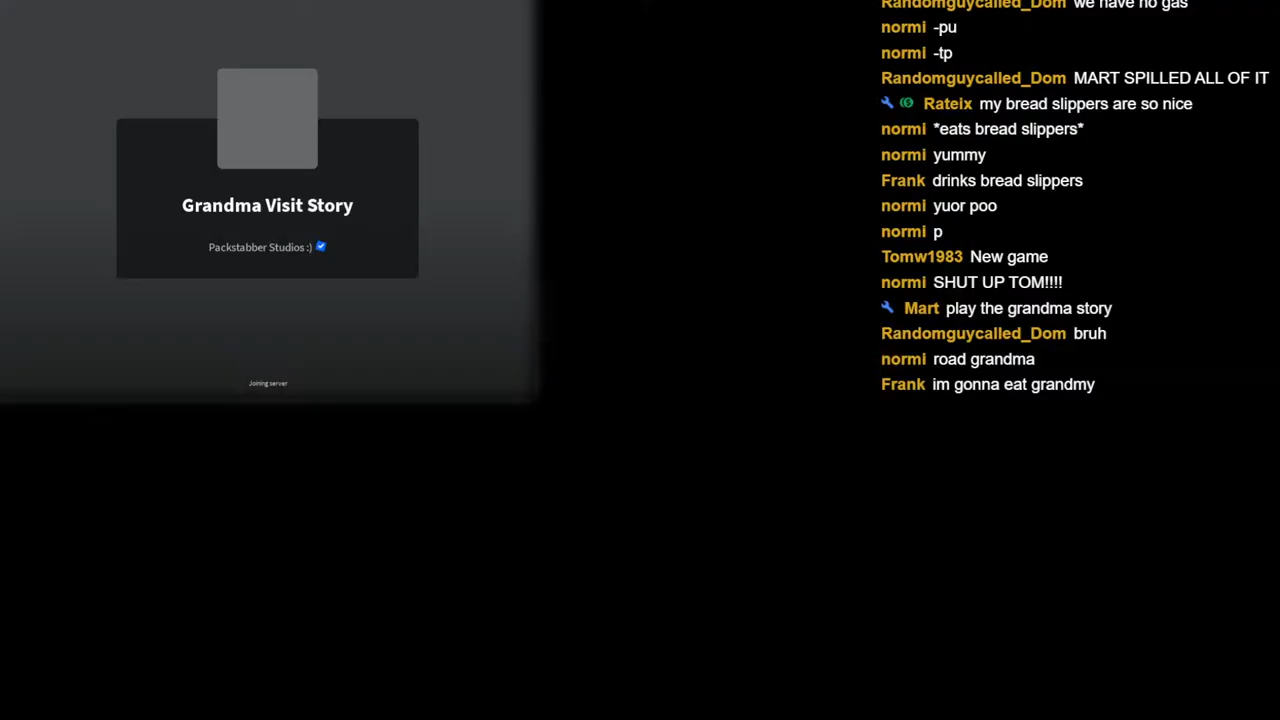 Grandma Visit Story
Packstabber Studios :)
Joining server
Randomguycalled_Dom we have no gas
normi -pu
normi -tp
Randomguycalled_Dom MART SPILLED ALL OF IT
Rateix my bread slippers are so nice
normi *eats bread slippers*
normi yummy
Frank drinks bread slippers
normi yuor poo
normi p
Tomw1983 New game
normi SHUT UP TOM!!!!
Mart play the grandma story
Randomguycalled_Dom bruh
normi road grandma
Frank im gonna eat grandmy